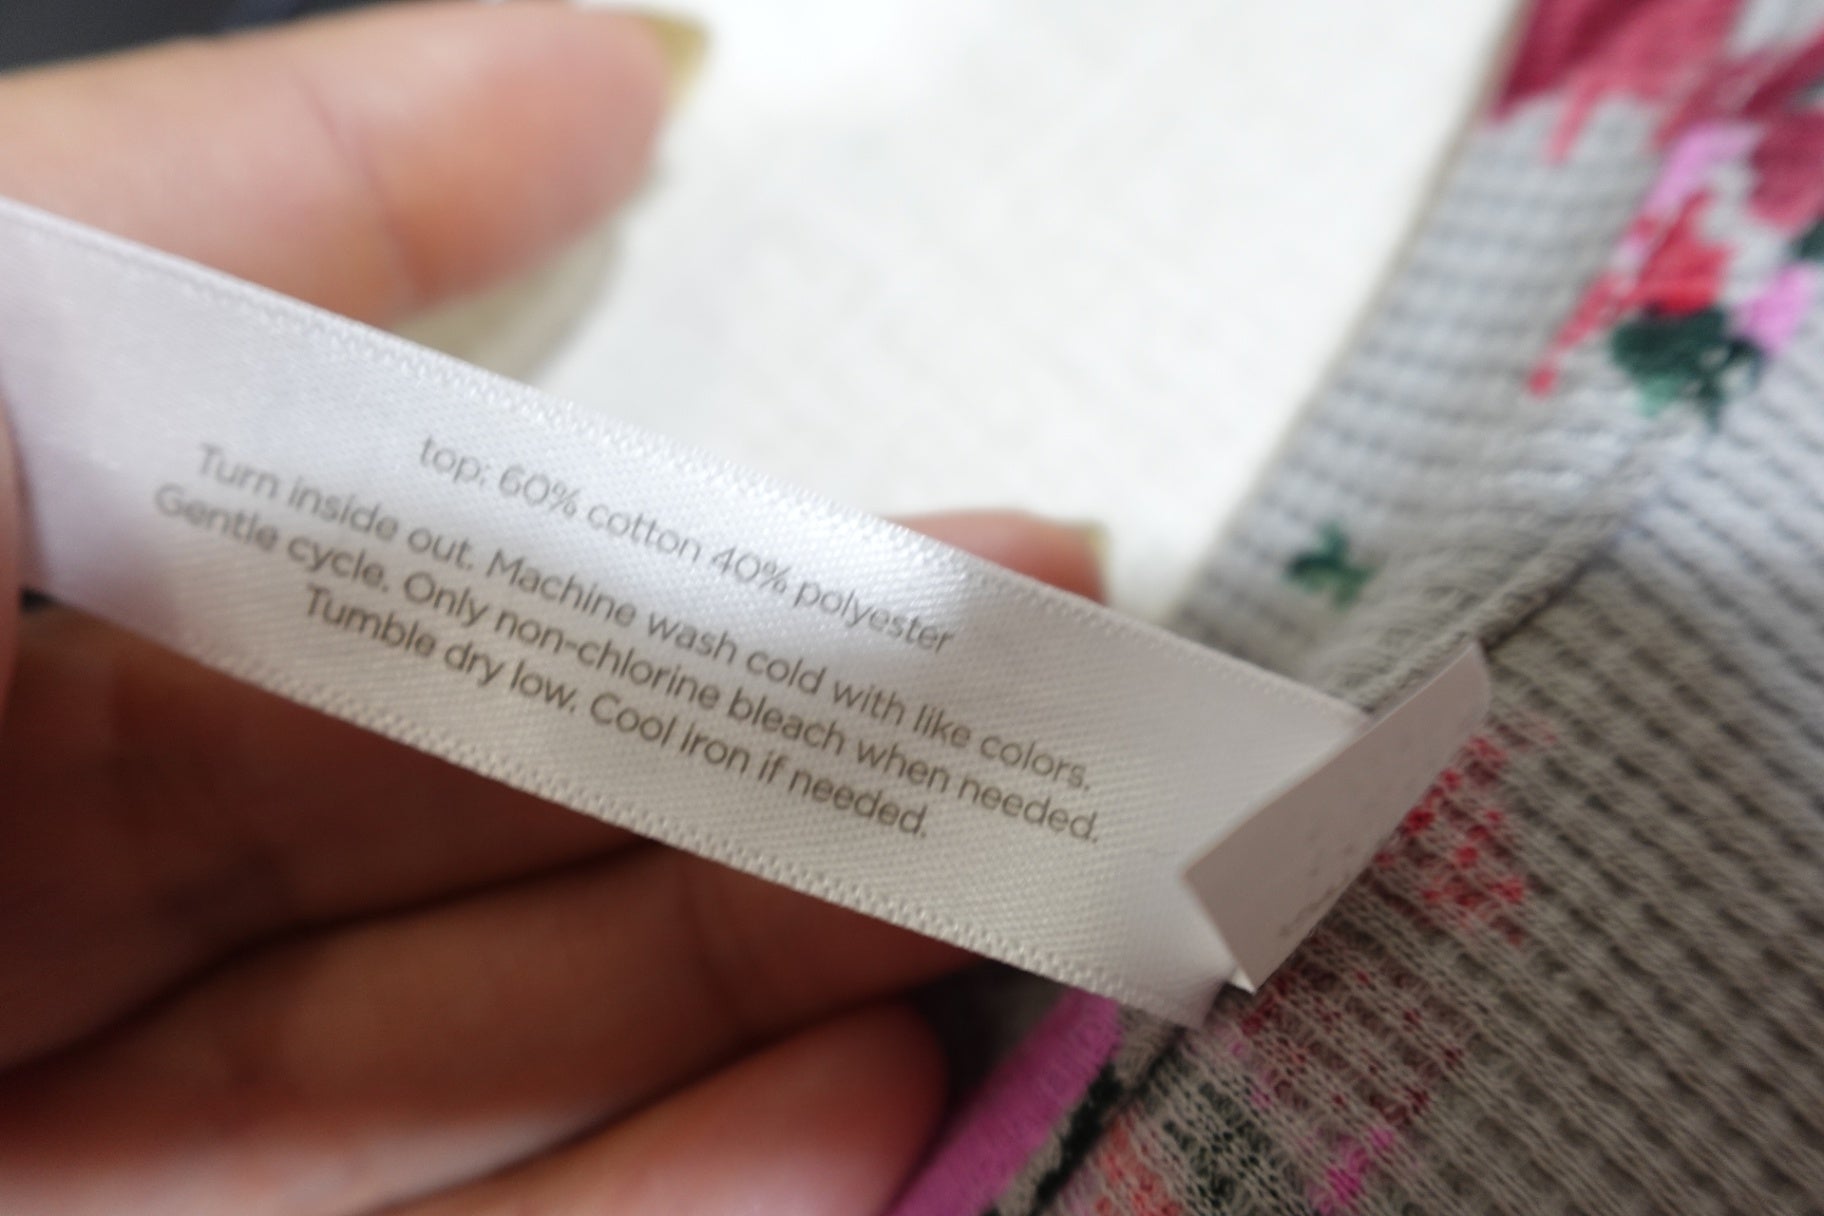 top: 60% cotton 40% polyester
Turn inside out. Machine wash cold with like colors.
Gentle cycle. Only non-chlorine bleach when needed.
Tumble dry low. Cool iron if needed.